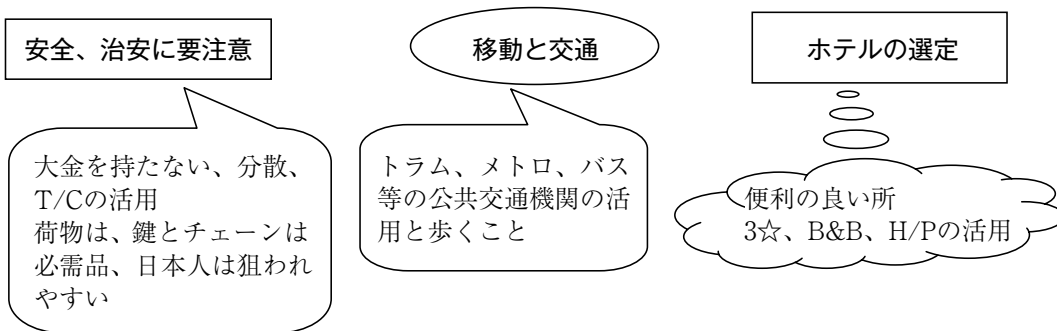 安全、治安に要注意
大金を持たない、分散、
T/Cの活用
荷物は、鍵とチェーンは
必需品、日本人は狙われ
やすい
移動と交通
トラム、メトロ、バス
等の公共交通機関の活
用と歩くこと
ホテルの選定
便利の良い所
3☆、B&B、H/Pの活用